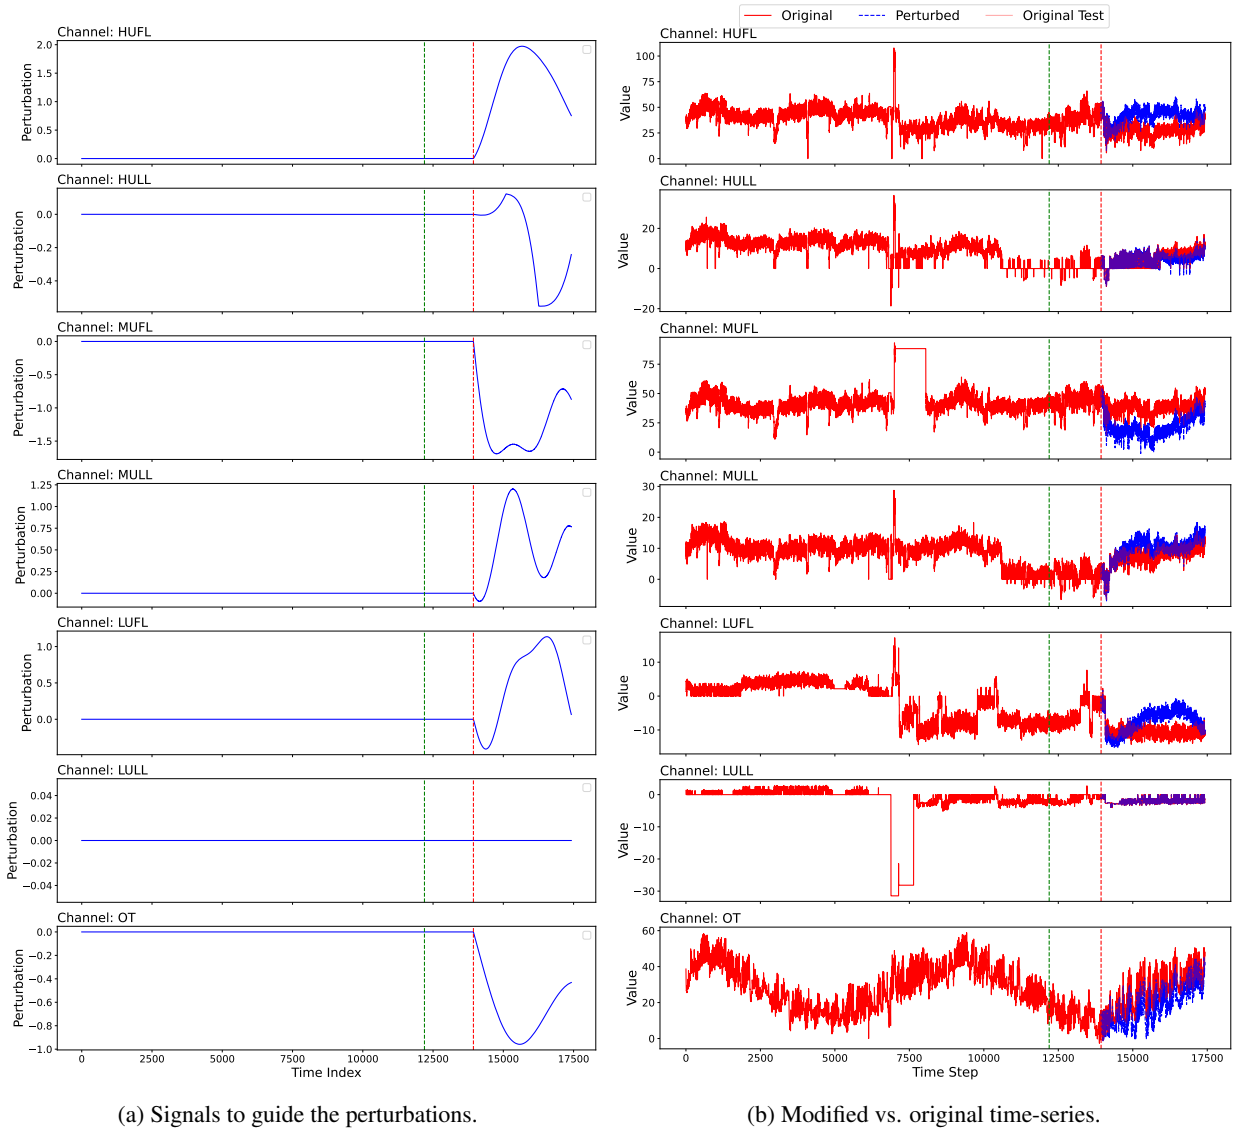 Channel: HUFL
Perturbation
2.0
1.5
1.0
0.5
0.0
Channel: HULL
Perturbation
0.0
−0.2
−0.4
Channel: MUFL
Perturbation
0.0
−0.5
−1.0
−1.5
Channel: MULL
Perturbation
1.25
1.00
0.75
0.50
0.25
0.00
Channel: LUFL
Perturbation
1.0
0.5
0.0
Channel: LULL
Perturbation
0.04
0.02
0.00
−0.02
−0.04
Channel: OT
Perturbation
0.0
−0.2
−0.4
−0.6
−0.8
−1.0
0 2500 5000 7500 10000 12500 15000 17500
Time Index
(a) Signals to guide the perturbations.
Original Perturbed Original Test
Channel: HUFL
Value
100
75
50
25
0
Channel: HULL
Value
20
0
−20
Channel: MUFL
Value
75
50
25
0
Channel: MULL
Value
30
20
10
0
Channel: LUFL
Value
10
0
−10
Channel: LULL
Value
0
−10
−20
−30
Channel: OT
Value
60
40
20
0
0 2500 5000 7500 10000 12500 15000 17500
Time Step
(b) Modified vs. original time-series.